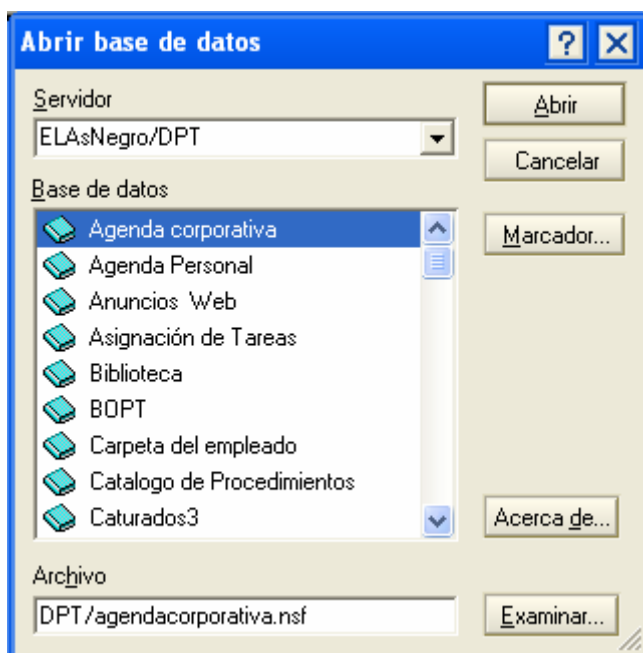 Abrir base de datos
Servidor
ELAsNegro/DPT
Abrir
Cancelar
Base de datos
Marcador...
Agenda corporativa
Agenda Personal
Anuncios Web
Asignación de Tareas
Biblioteca
BOPT
Carpeta del empleado
Catalogo de Procedimientos
Caturados3
Acerca de...
Archivo
DPT/agendacorporativa.nsf
Examinar...